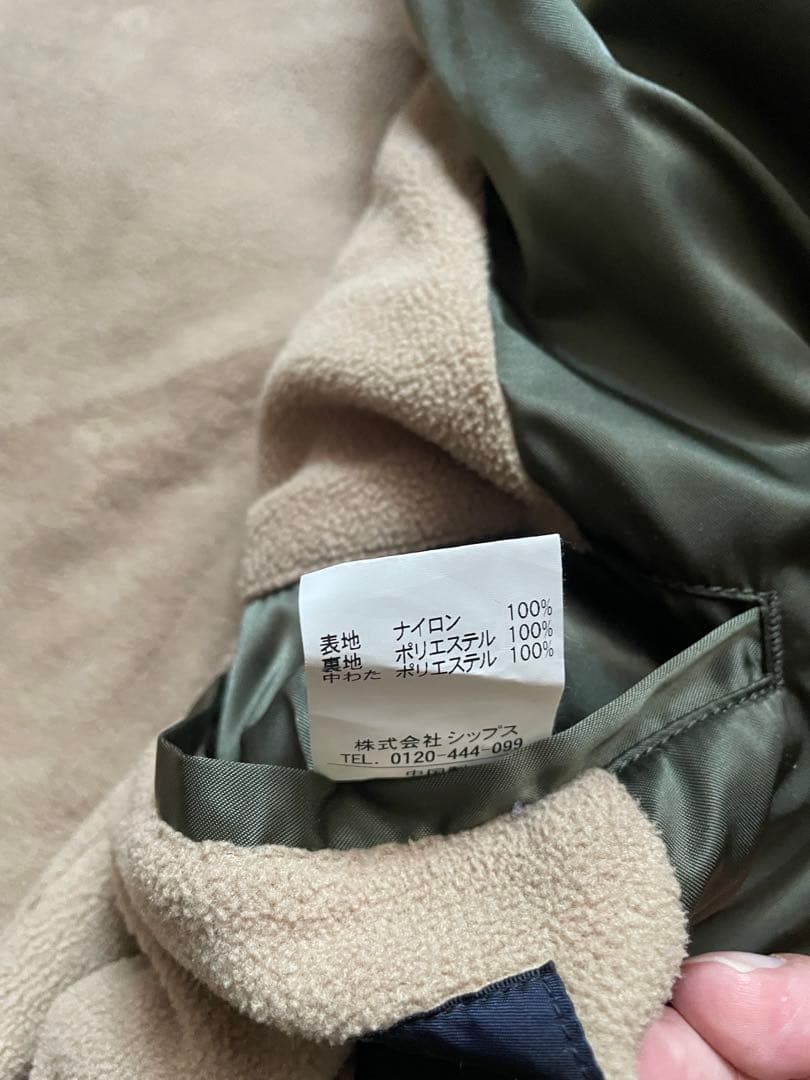 表地 ナイロン 100%
裏地 ポリエステル 100%
中わた ポリエステル 100%
株式会社 シップス
TEL. 0120-444-099
中国